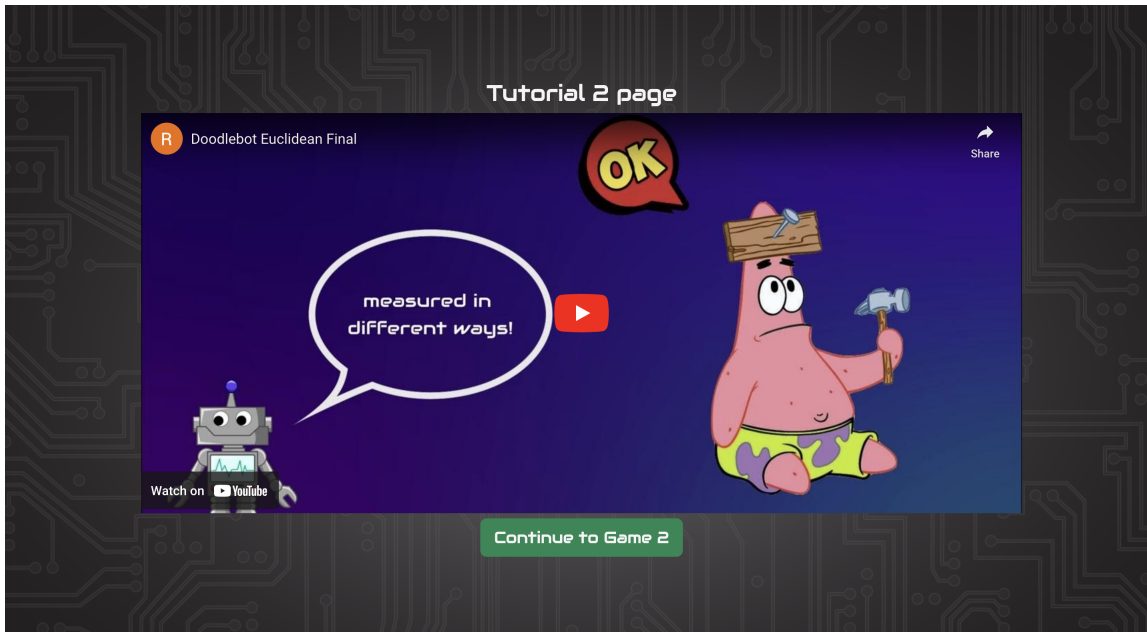 Tutorial 2 page
R
Doodlebot Euclidean Final
Share
OK
measured in
different ways!
Watch on YouTube
Continue to Game 2